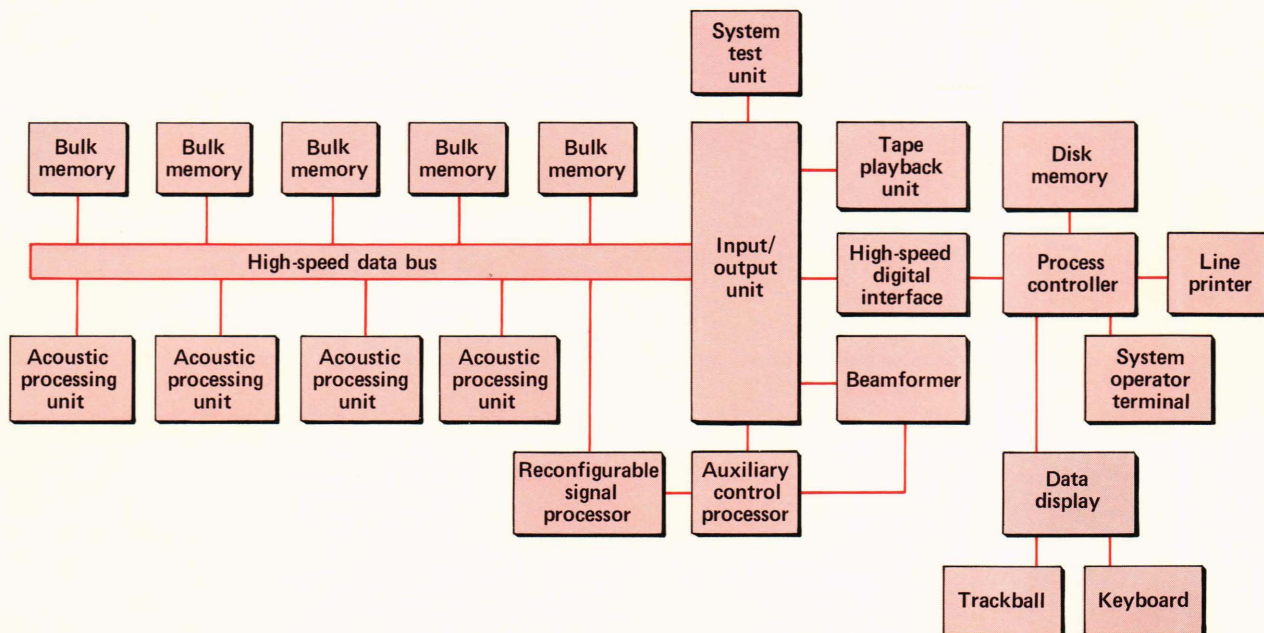 System
test
unit
Bulk
memory
Bulk
memory
Bulk
memory
Bulk
memory
Bulk
memory
Tape
playback
unit
Disk
memory
High-speed data bus
Input/
output
unit
High-speed
digital
interface
Process
controller
Line
printer
Acoustic
processing
unit
Acoustic
processing
unit
Acoustic
processing
unit
Acoustic
processing
unit
Beamformer
System
operator
terminal
Reconfigurable
signal
processor
Auxiliary
control
processor
Data
display
Trackball
Keyboard